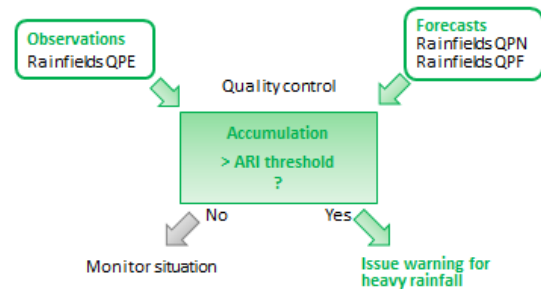 Observations
Rainfields QPE
Forecasts
Rainfields QPN
Rainfields QPF
Quality control
Accumulation
> ARI threshold
?
No
Yes
Monitor situation
Issue warning for
heavy rainfall